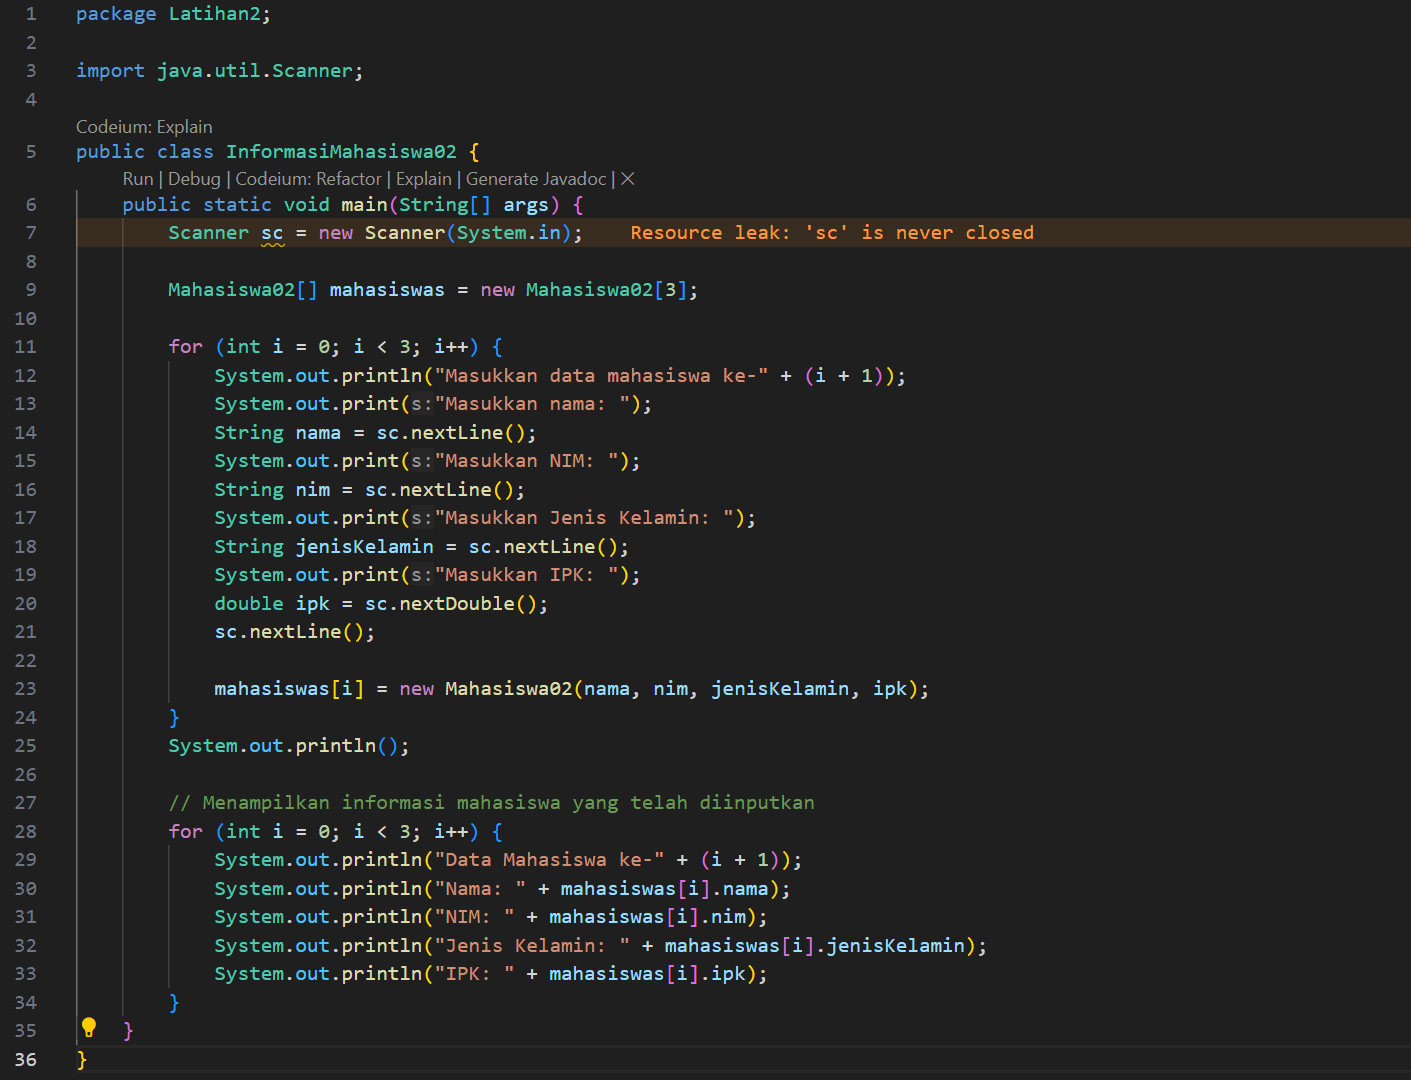 1 package Latihan2;
2
3 import java.util.Scanner;
4
Codeium: Explain
5 public class InformasiMahasiswa02 {
Run | Debug | Codeium: Refactor | Explain | Generate Javadoc | ✕
6 public static void main(String[] args) {
7 Scanner sc = new Scanner(System.in); Resource leak: 'sc' is never closed
8
9 Mahasiswa02[] mahasiswas = new Mahasiswa02[3];
10
11 for (int i = 0; i < 3; i++) {
12 System.out.println("Masukkan data mahasiswa ke-" + (i + 1));
13 System.out.print(s:"Masukkan nama: ");
14 String nama = sc.nextLine();
15 System.out.print(s:"Masukkan NIM: ");
16 String nim = sc.nextLine();
17 System.out.print(s:"Masukkan Jenis Kelamin: ");
18 String jenisKelamin = sc.nextLine();
19 System.out.print(s:"Masukkan IPK: ");
20 double ipk = sc.nextDouble();
21 sc.nextLine();
22
23 mahasiswas[i] = new Mahasiswa02(nama, nim, jenisKelamin, ipk);
24 }
25 System.out.println();
26
27 // Menampilkan informasi mahasiswa yang telah diinputkan
28 for (int i = 0; i < 3; i++) {
29 System.out.println("Data Mahasiswa ke-" + (i + 1));
30 System.out.println("Nama: " + mahasiswas[i].nama);
31 System.out.println("NIM: " + mahasiswas[i].nim);
32 System.out.println("Jenis Kelamin: " + mahasiswas[i].jenisKelamin);
33 System.out.println("IPK: " + mahasiswas[i].ipk);
34 }
35 }
36 }